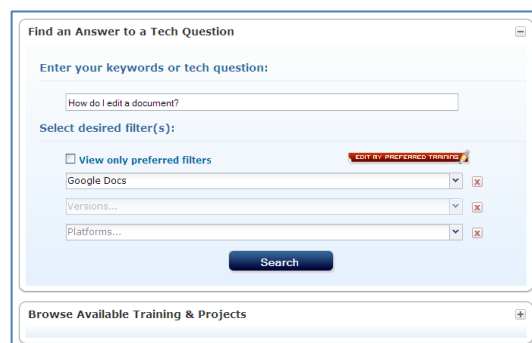 Find an Answer to a Tech Question
Enter your keywords or tech question:
How do I edit a document?
Select desired filter(s):
View only preferred filters
EDIT MY PREFERRED TRAINING
Google Docs
Versions...
Platforms...
Search
Browse Available Training & Projects